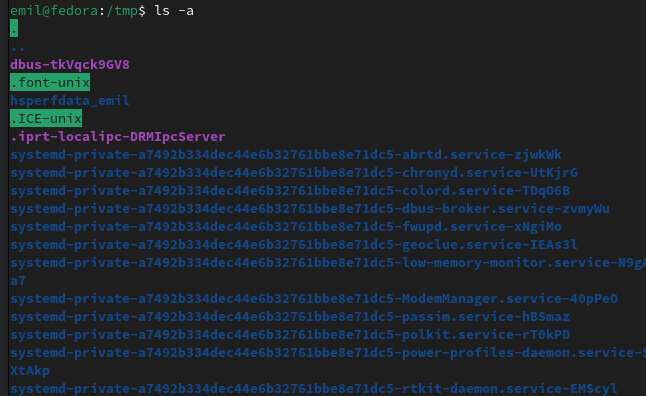 emil@fedora:/tmp$ ls -a
.
..
dbus-tkVqck9GV8
.font-unix
hsperfdata_emil
.ICE-unix
.iprt-localipc-DRMIpcServer
systemd-private-a7492b334dec44e6b32761bbe8e71dc5-abrtd.service-zjwkWk
systemd-private-a7492b334dec44e6b32761bbe8e71dc5-chronyd.service-UtKjrG
systemd-private-a7492b334dec44e6b32761bbe8e71dc5-colord.service-TDqO6B
systemd-private-a7492b334dec44e6b32761bbe8e71dc5-dbus-broker.service-zvmyWu
systemd-private-a7492b334dec44e6b32761bbe8e71dc5-fwupd.service-xNgiMo
systemd-private-a7492b334dec44e6b32761bbe8e71dc5-geoclue.service-IEAs3l
systemd-private-a7492b334dec44e6b32761bbe8e71dc5-low-memory-monitor.service-N9gA
a7
systemd-private-a7492b334dec44e6b32761bbe8e71dc5-ModemManager.service-40pPeO
systemd-private-a7492b334dec44e6b32761bbe8e71dc5-passim.service-hBSmaz
systemd-private-a7492b334dec44e6b32761bbe8e71dc5-polkit.service-rT0kPD
systemd-private-a7492b334dec44e6b32761bbe8e71dc5-power-profiles-daemon.service-S
XtAkp
systemd-private-a7492b334dec44e6b32761bbe8e71dc5-rtkit-daemon.service-EMScyl